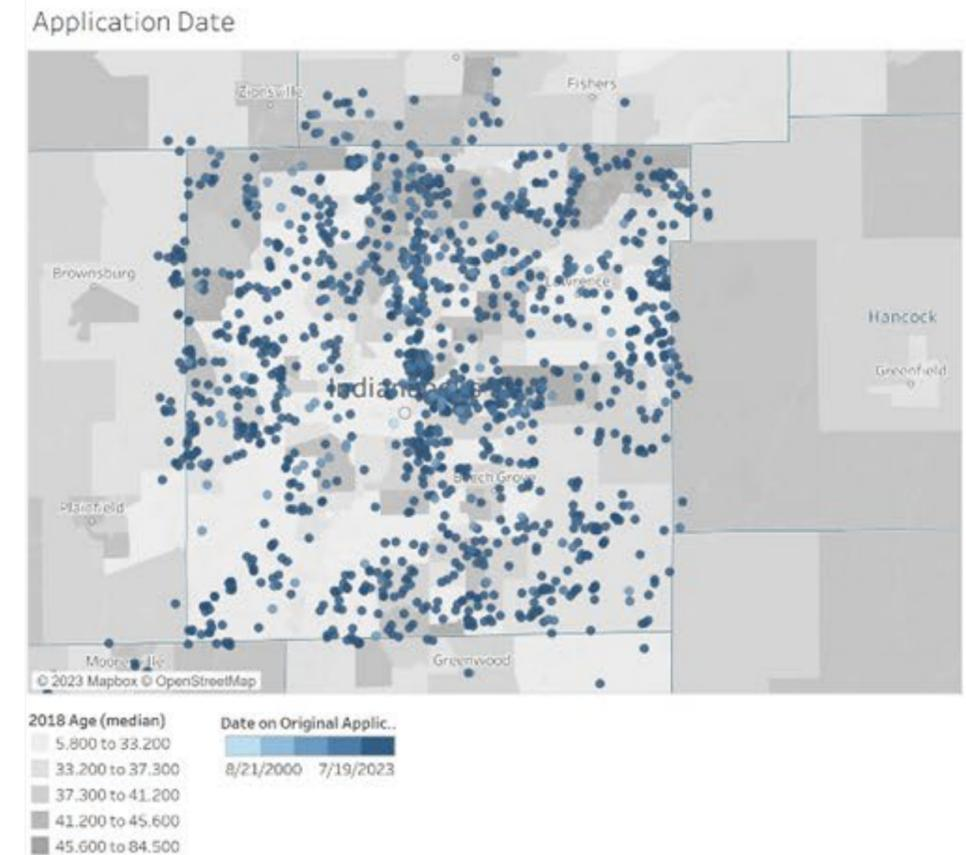 Application Date
Zionsville
Fishers
Brownsburg
Lawrence
Hancock
Greenfield
Beech Grove
Plainfield
Greenwood
© 2023 Mapbox © OpenStreetMap
2018 Age (median)
5.800 to 33.200
33.200 to 37.300
37.300 to 41.200
41.200 to 45.600
45.600 to 84.500
Date on Original Applic..
8/21/2000 7/19/2023